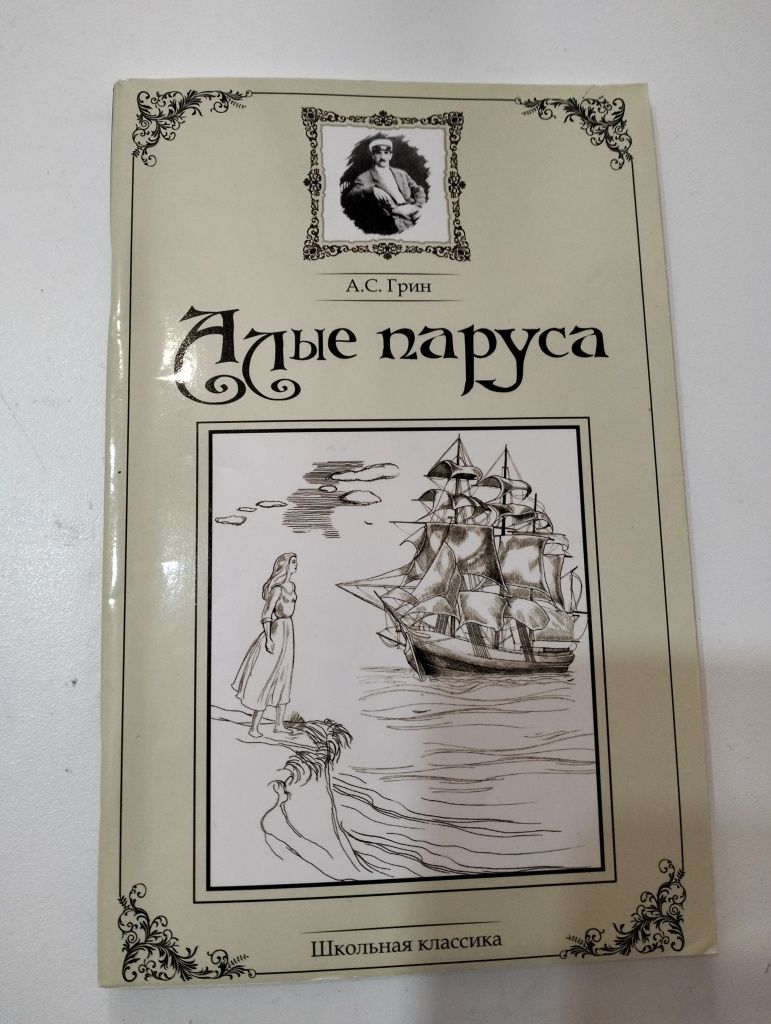 А.С. Грин
Алые паруса
Школьная классика